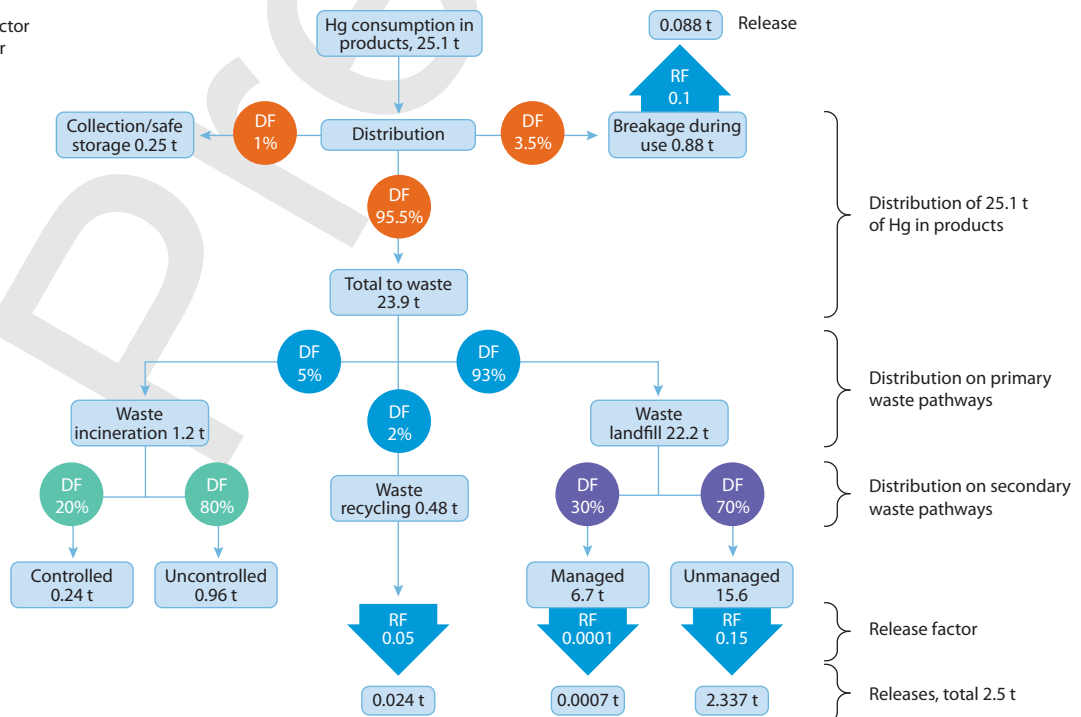 Hg consumption in
products, 25.1 t
0.088 t
Release
RF
0.1
Collection/safe
storage 0.25 t
DF
1%
Distribution
DF
3.5%
Breakage during
use 0.88 t
DF
95.5%
Distribution of 25.1 t
of Hg in products
Total to waste
23.9 t
DF
5%
DF
93%
DF
2%
Distribution on primary
waste pathways
Waste
incineration 1.2 t
Waste
landfill 22.2 t
DF
20%
DF
80%
Waste
recycling 0.48 t
DF
30%
DF
70%
Distribution on secondary
waste pathways
Controlled
0.24 t
Uncontrolled
0.96 t
Managed
6.7 t
Unmanaged
15.6
RF
0.05
RF
0.0001
RF
0.15
Release factor
0.024 t
0.0007 t
2.337 t
Releases, total 2.5 t